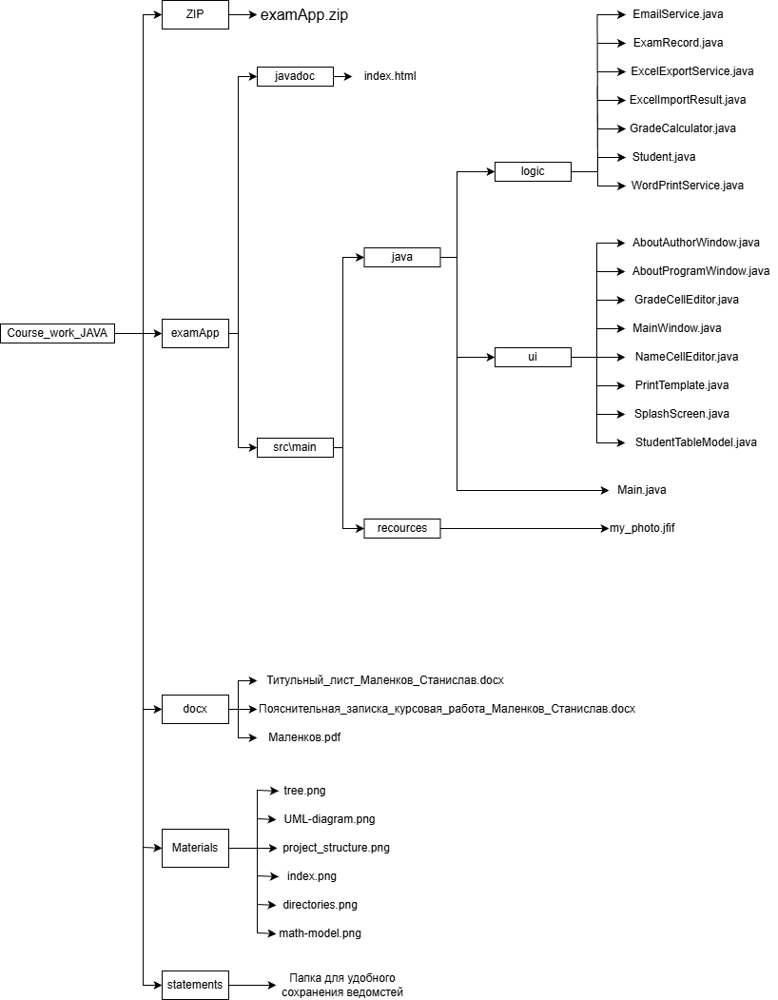 ZIP
examApp.zip
EmailService.java
ExamRecord.java
javadoc
index.html
ExcelExportService.java
ExcelImportResult.java
GradeCalculator.java
Student.java
logic
WordPrintService.java
AboutAuthorWindow.java
java
AboutProgramWindow.java
GradeCellEditor.java
Course_work_JAVA
examApp
MainWindow.java
ui
NameCellEditor.java
PrintTemplate.java
SplashScreen.java
src\main
StudentTableModel.java
Main.java
recources
my_photo.jfif
Титульный_лист_Маленков_Станислав.docx
docx
Пояснительная_записка_курсовая_работа_Маленков_Станислав.docx
Маленков.pdf
tree.png
UML-diagram.png
Materials
project_structure.png
index.png
directories.png
math-model.png
statements
Папка для удобного
сохранения ведомстей